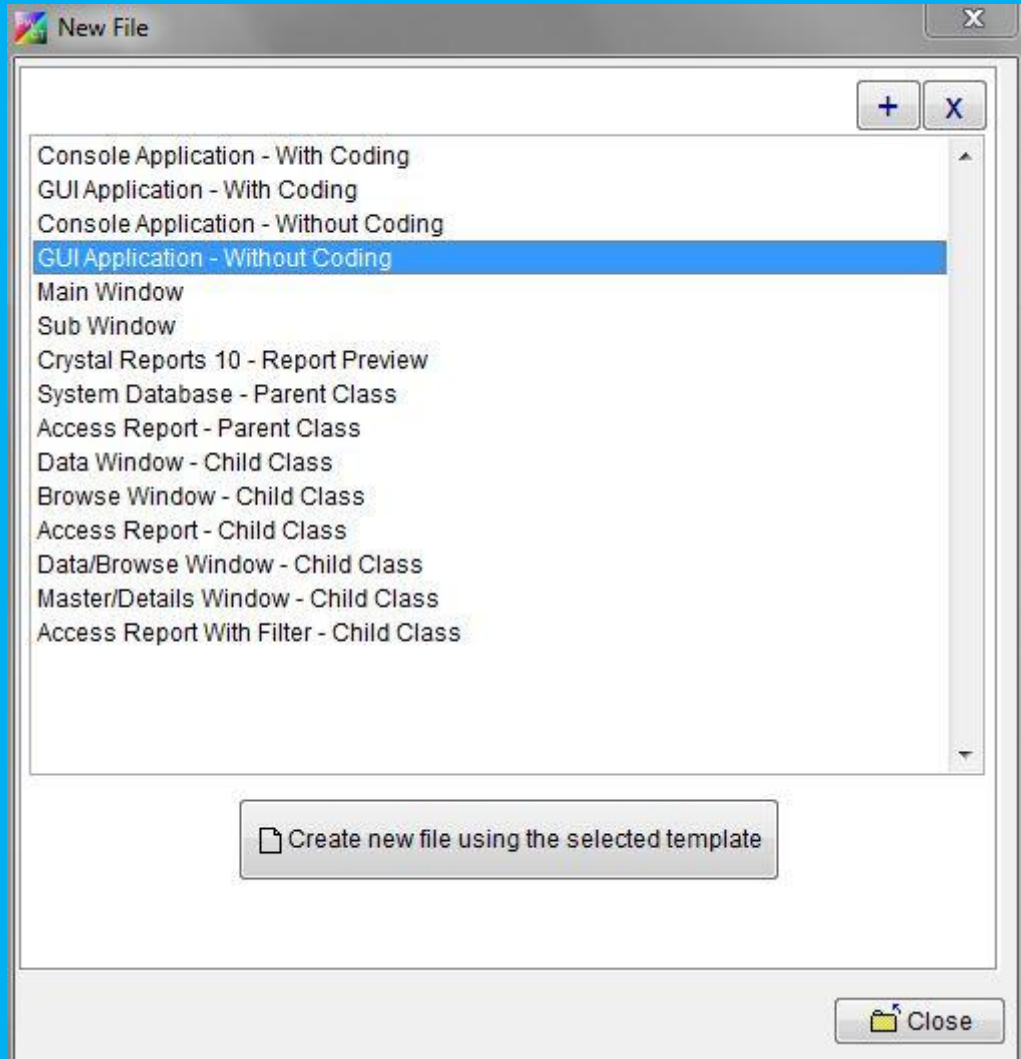 New File
X
+ X
Console Application - With Coding
GUI Application - With Coding
Console Application - Without Coding
GUI Application - Without Coding
Main Window
Sub Window
Crystal Reports 10 - Report Preview
System Database - Parent Class
Access Report - Parent Class
Data Window - Child Class
Browse Window - Child Class
Access Report - Child Class
Data/Browse Window - Child Class
Master/Details Window - Child Class
Access Report With Filter - Child Class
Create new file using the selected template
Close